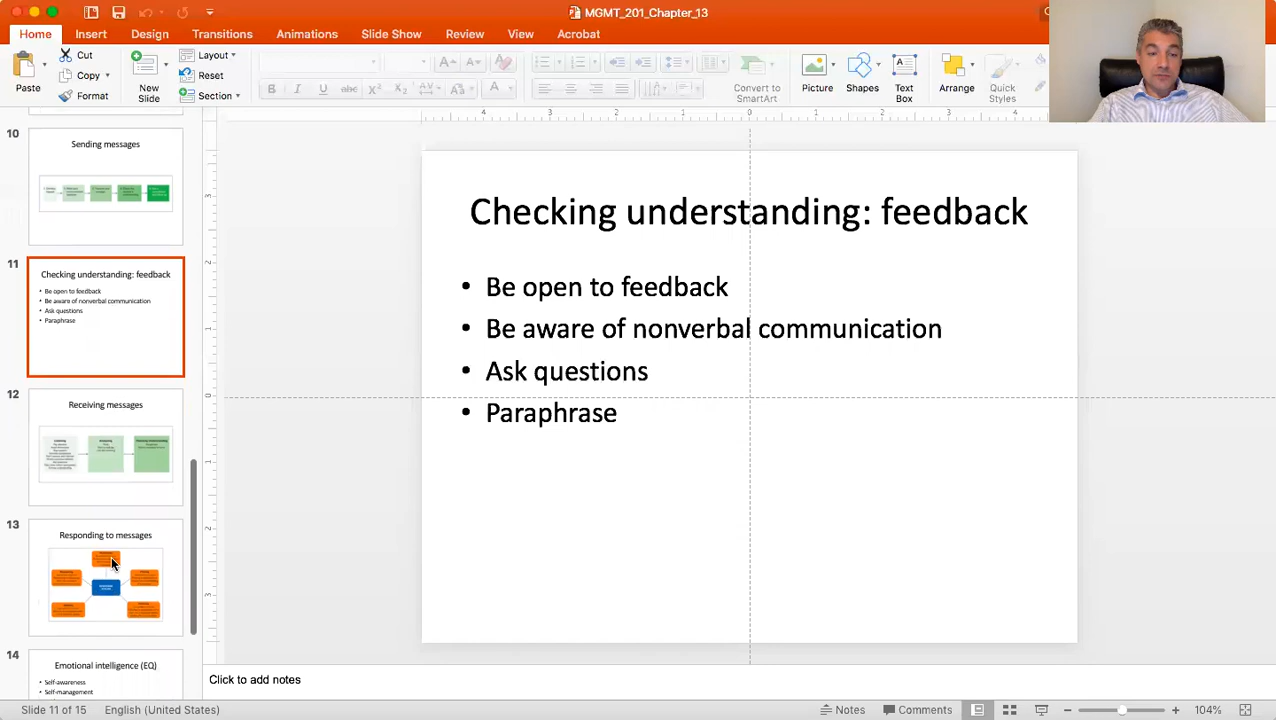 MGMT_201_Chapter_13
Home Insert Design Transitions Animations Slide Show Review View Acrobat
Paste
Cut
Copy
Format
New Slide
Layout
Reset
Section
Convert to SmartArt
Picture
Shapes
Text Box
Arrange
Quick Styles
10
Sending messages
11
Checking understanding: feedback
• Be open to feedback
• Be aware of nonverbal communication
• Ask questions
• Paraphrase
12
Receiving messages
13
Responding to messages
14
Emotional intelligence (EQ)
• Self-awareness
• Self-management
Checking understanding: feedback
• Be open to feedback
• Be aware of nonverbal communication
• Ask questions
• Paraphrase
Click to add notes
Slide 11 of 15 English (United States) Notes Comments 104%